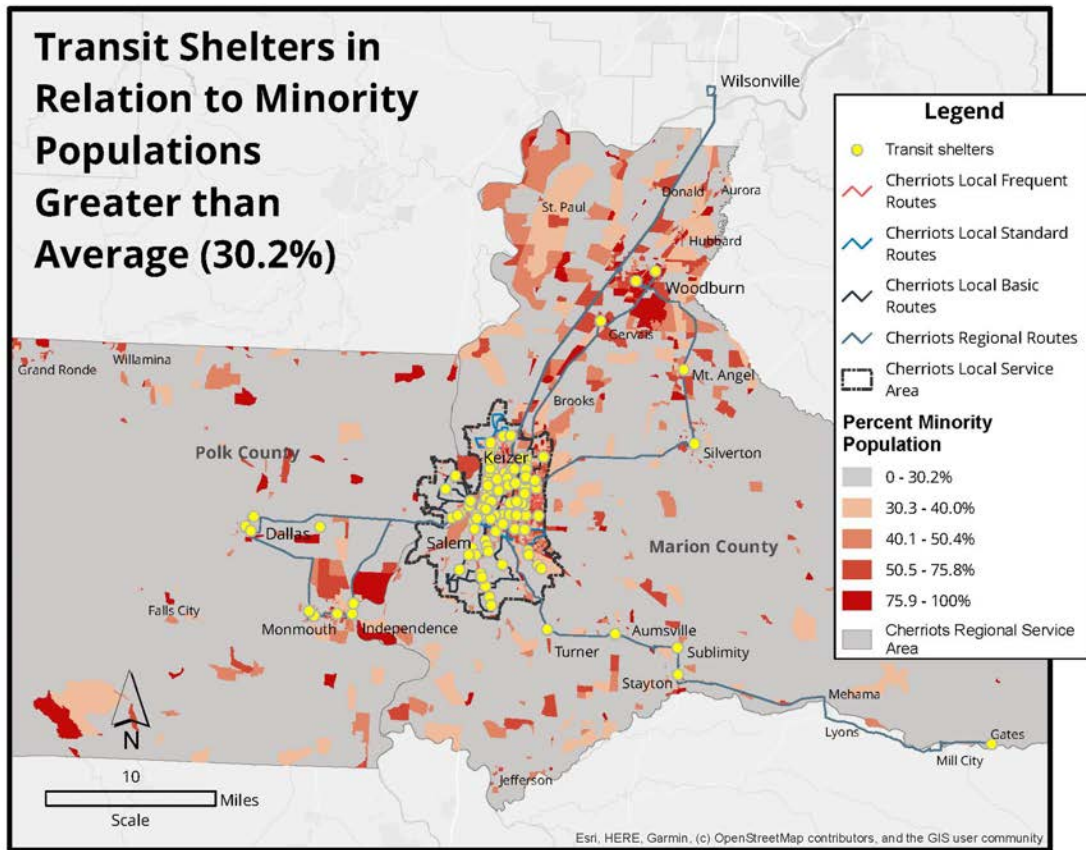 Transit Shelters in
Relation to Minority
Populations
Greater than
Average (30.2%)
Wilsonville
Legend
Transit shelters
Cherriots Local Frequent
Routes
Cherriots Local Standard
Routes
Cherriots Local Basic
Routes
Cherriots Regional Routes
Cherriots Local Service
Area
Percent Minority
Population
0 - 30.2%
30.3 - 40.0%
40.1 - 50.4%
50.5 - 75.8%
75.9 - 100%
Cherriots Regional Service
Area
Donald
Aurora
St. Paul
Hubbard
Woodburn
Gervais
Grand Ronde
Willamina
Mt. Angel
Brooks
Polk County
Keizer
Silverton
Dallas
Salem
Marion County
Falls City
Monmouth
Independence
Turner
Aumsville
Sublimity
Stayton
Mehama
Lyons
Gates
Mill City
Jefferson
N
10
Miles
Scale
Esri, HERE, Garmin, (c) OpenStreetMap contributors, and the GIS user community